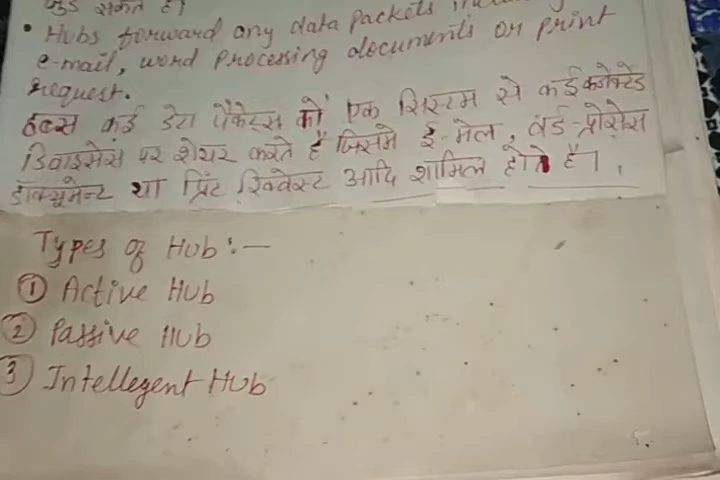 सकते हैं।
• Hubs forward any data packets
e-mail, word processing documents or print
request.
हब्स कई डेटा पैकेट्स को एक सिस्टम से कई कनेक्टेड
डिवाइसेस पर शेयर करते हैं जिसमे ई-मेल, वर्ड-प्रोसेस
डाक्यूमेन्ट या प्रिंट रिक्वेस्ट आदि शामिल होते हैं।
Types of Hub:—
① Active Hub
② Passive Hub
③ Intellegent Hub